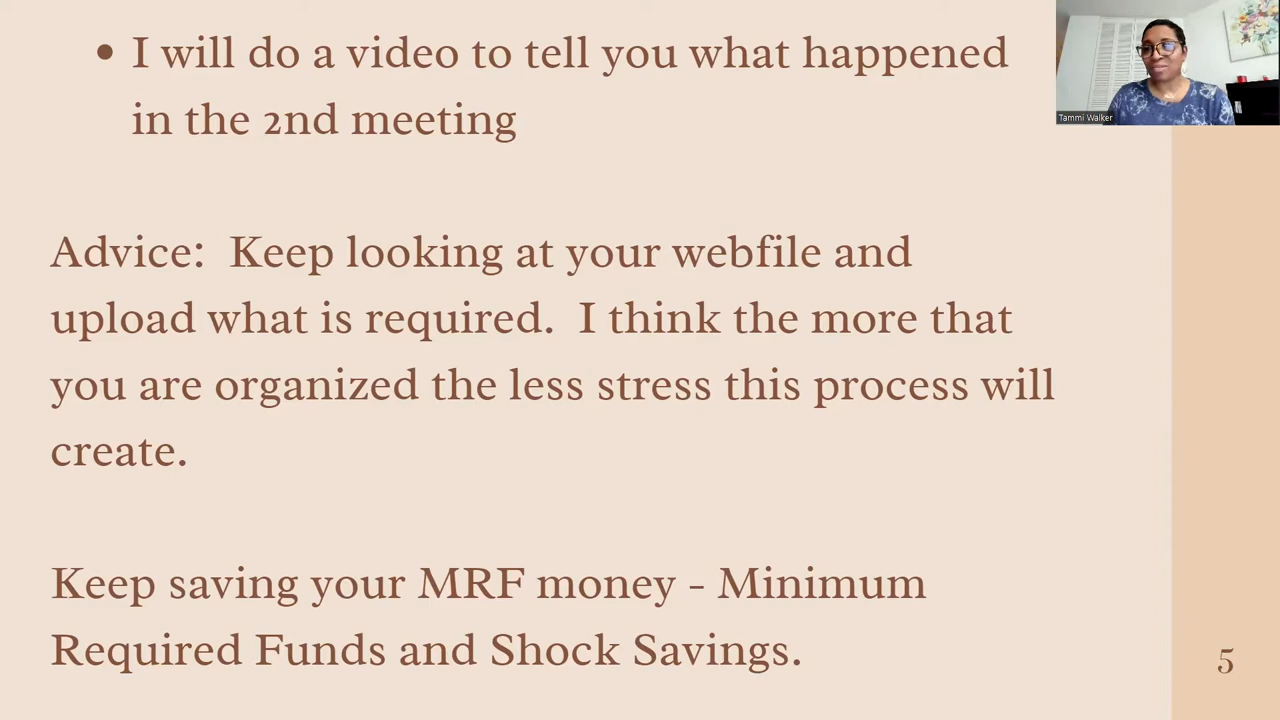 • I will do a video to tell you what happened
in the 2nd meeting
Tammi Walker
Advice:  Keep looking at your webfile and
upload what is required.  I think the more that
you are organized the less stress this process will
create.
Keep saving your MRF money - Minimum
Required Funds and Shock Savings.
5